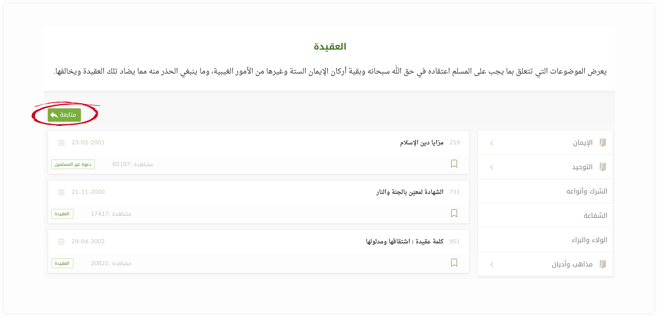 العقيدة
يعرض الموضوعات التي تتعلق بما يجب على المسلم اعتقاده في حق الله سبحانه وبقية أركان الإيمان الستة وغيرها من الأمور الغيبية، وما ينبغي الحذر منه مما يضاد تلك العقيدة ويخالفها.
متابعة
الإيمان
التوحيد
الشرك وأنواعه
الشفاعة
الولاء والبراء
مذاهب وأديان
219 مزايا دين الإسلام 23-02-2001
مشاهدة :45197 دعوة غير المسلمين
731 الشهادة لمعيّن بالجنة والنار 21-11-2000
مشاهدة :17417 العقيدة
951 كلمة عقيدة : اشتقاقها ومدلولها 29-04-2002
مشاهدة :20821 العقيدة